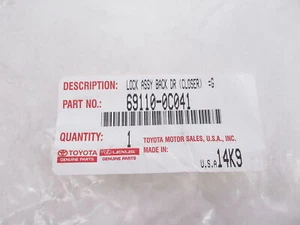 DESCRIPTION: LOCK ASSY BACK DR (CLOSER) =G
PART NO.: 69110-0C041
QUANTITY: 1 TOYOTA MOTOR SALES, U.S.A., INC.
TOYOTA LEXUS MADE IN:
GENUINE PARTS GENUINE PARTS U.S.A 14K9